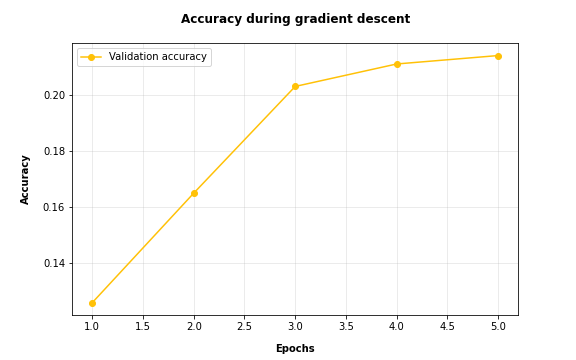 Accuracy during gradient descent
Validation accuracy
0.20
0.18
0.16
0.14
Accuracy
1.0 1.5 2.0 2.5 3.0 3.5 4.0 4.5 5.0
Epochs